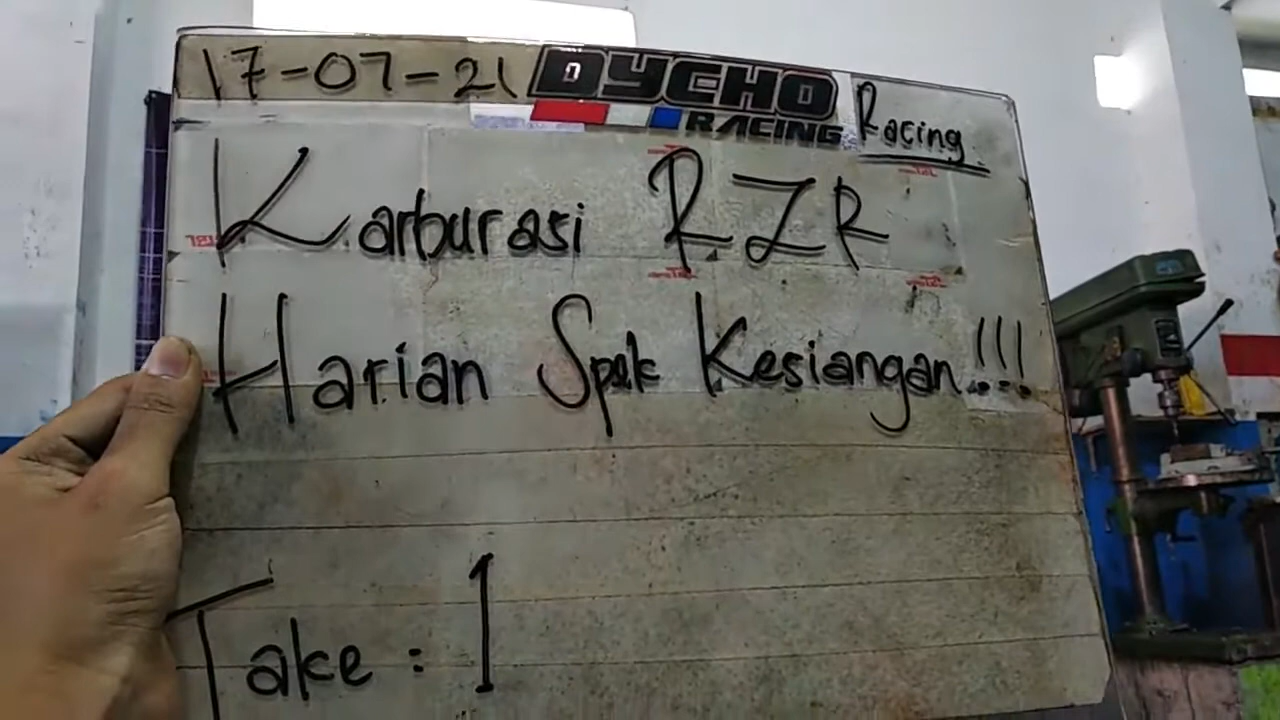 17-07-21 DYCHO
RACING Racing
Karburasi RZR
Harian Spek Kesiangan...!!!
Take : 1